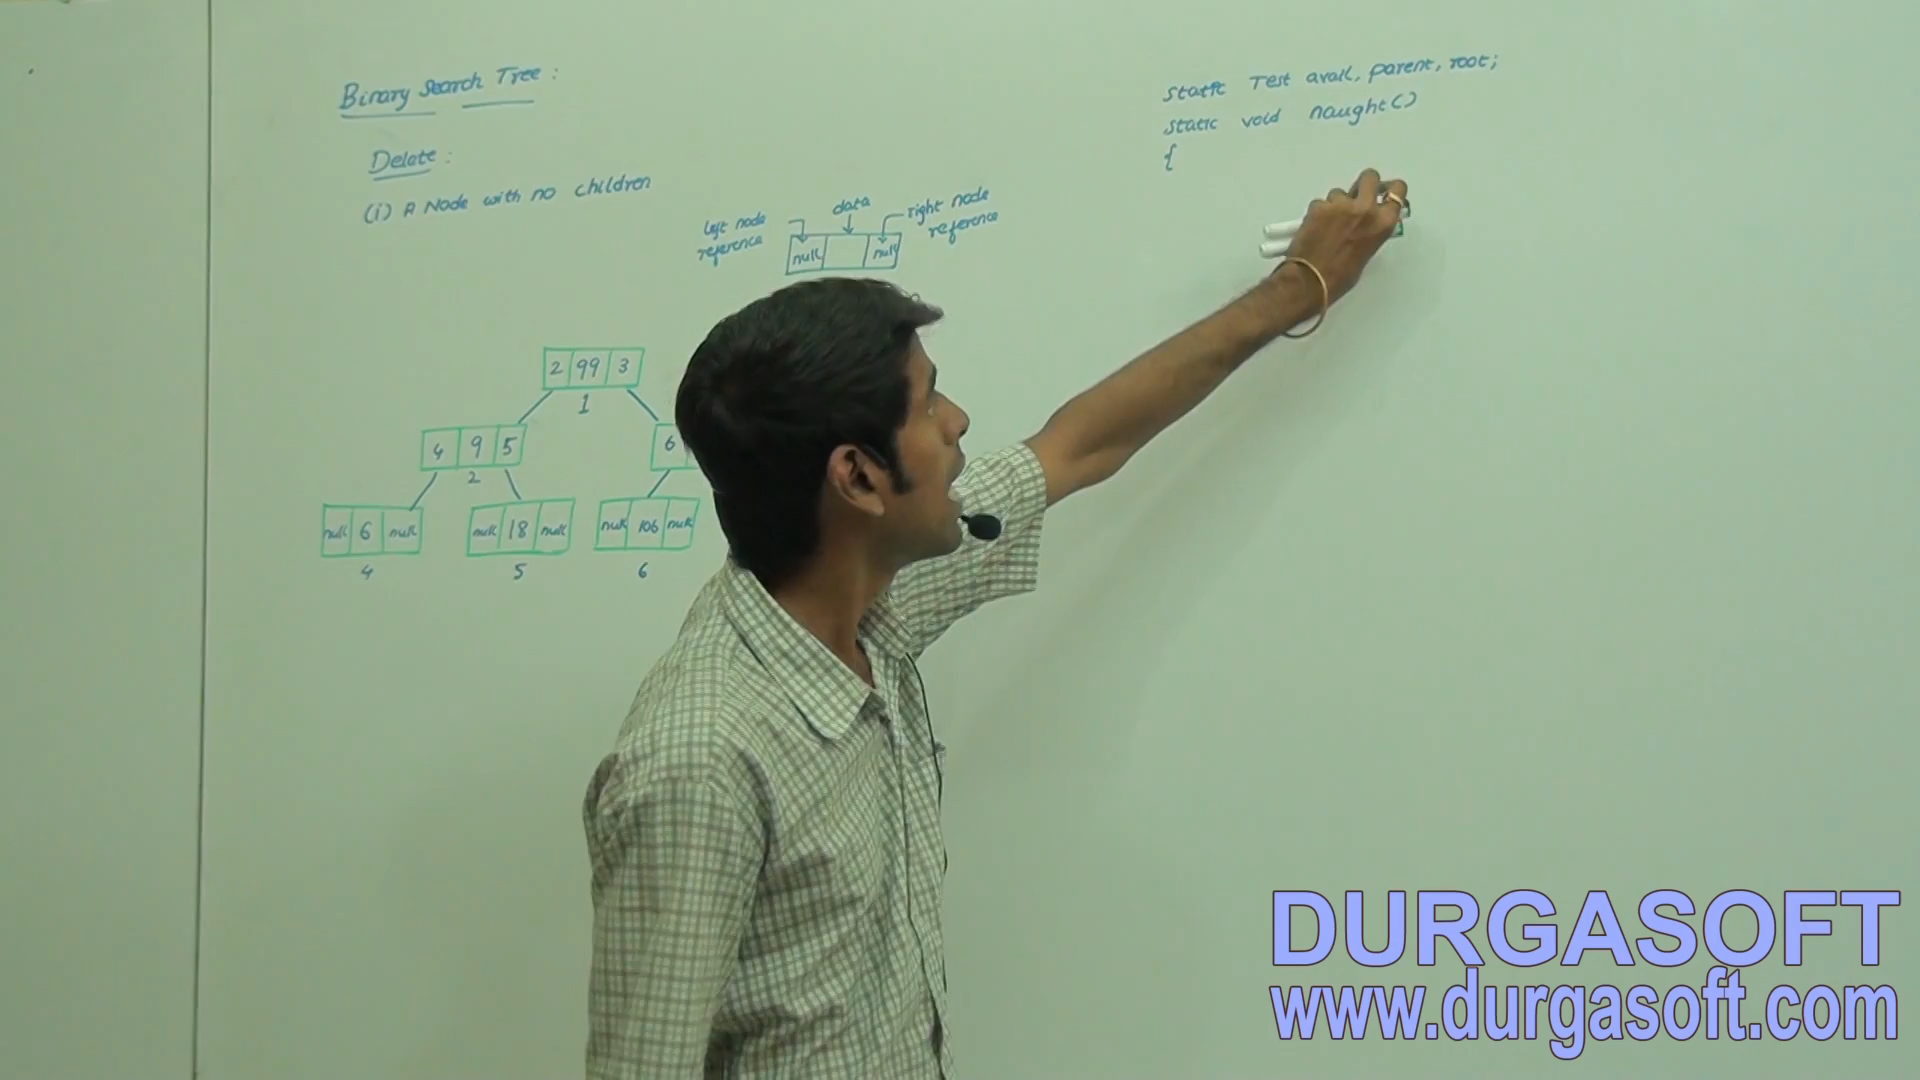 Binary Search Tree :
Delete :
(i) A Node with no children
left node
reference
data
right node
reference
null null
2 99 3
1
4 9 5
2
6
null 6 null
4
null 18 null
5
null 106 null
6
static Test avail, parent, root;
static void naught()
{
DURGASOFT
www.durgasoft.com